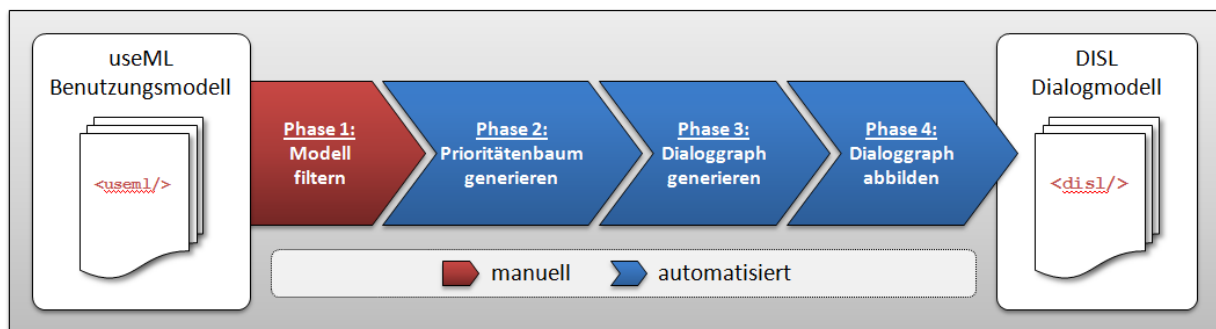 useML
Benutzungsmodell
<useml/>
Phase 1:
Modell
filtern
Phase 2:
Prioritätenbaum
generieren
Phase 3:
Dialoggraph
generieren
Phase 4:
Dialoggraph
abbilden
DISL
Dialogmodell
<disl/>
manuell
automatisiert